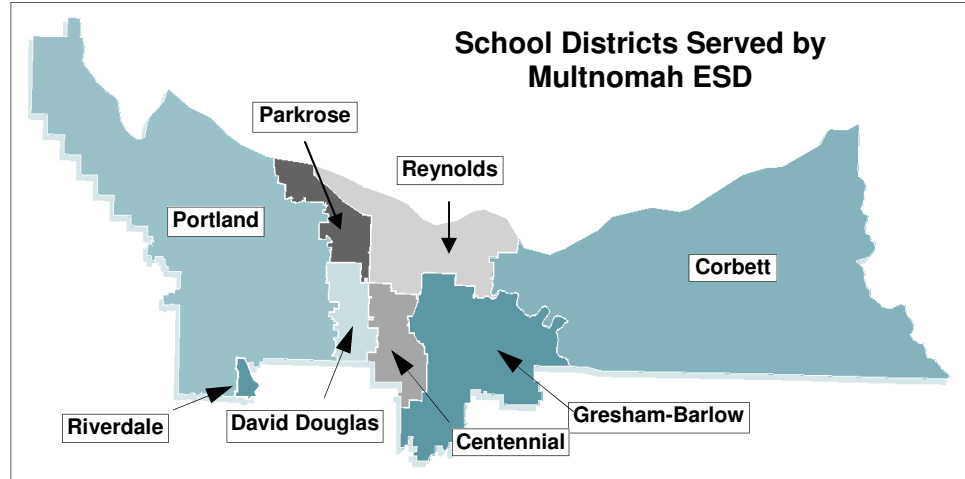 School Districts Served by
Multnomah ESD
Parkrose
Reynolds
Portland
Corbett
Riverdale
David Douglas
Centennial
Gresham-Barlow